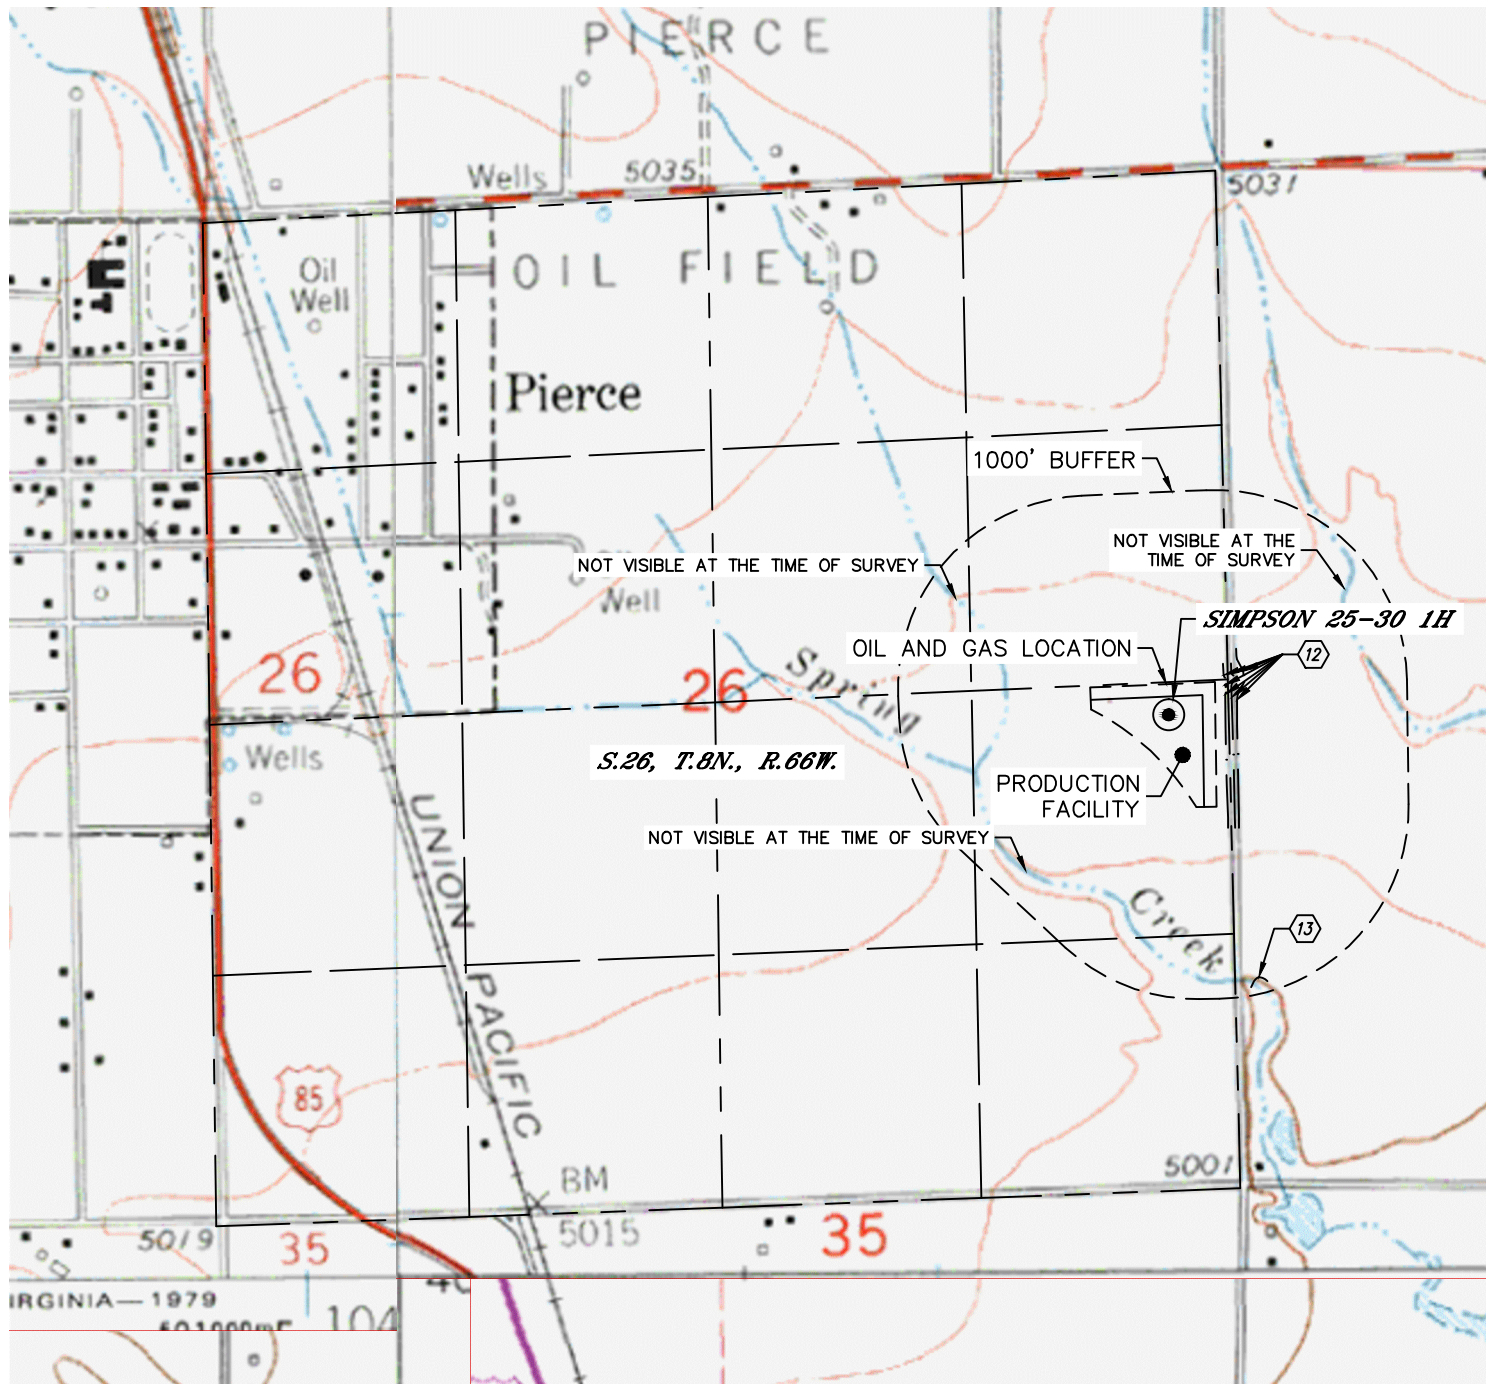 PIERCE
Wells
5035
5031
Oil
Well
OIL FIELD
Pierce
1000' BUFFER
NOT VISIBLE AT THE
TIME OF SURVEY
NOT VISIBLE AT THE TIME OF SURVEY
Well
SIMPSON 25-30 1H
OIL AND GAS LOCATION
12
26
26
Spring
Wells
S.26, T.8N., R.66W.
PRODUCTION
FACILITY
UNION
NOT VISIBLE AT THE TIME OF SURVEY
Creek
13
PACIFIC
85
BM
5001
5015
5019
35
35
IRGINIA—1979
104